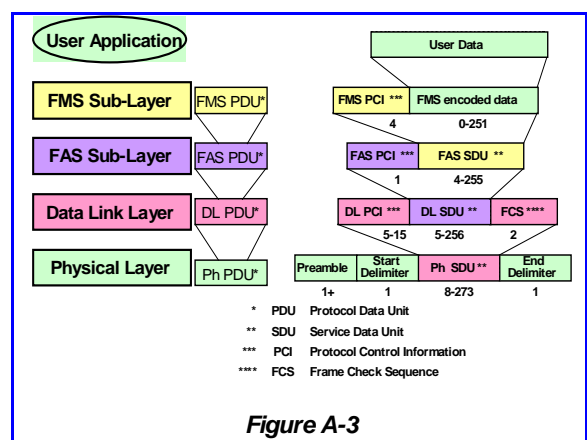 User Application
User Data
FMS Sub-Layer
FMS PDU*
FMS PCI ***
FMS encoded data
4
0-251
FAS Sub-Layer
FAS PDU*
FAS PCI ***
FAS SDU **
1
4-255
Data Link Layer
DL PDU*
DL PCI ***
DL SDU **
FCS ****
5-15
5-256
2
Physical Layer
Ph PDU*
Preamble
Start
Delimiter
Ph SDU **
End
Delimiter
1+
1
8-273
1
* PDU Protocol Data Unit
** SDU Service Data Unit
*** PCI Protocol Control Information
**** FCS Frame Check Sequence
Figure A-3